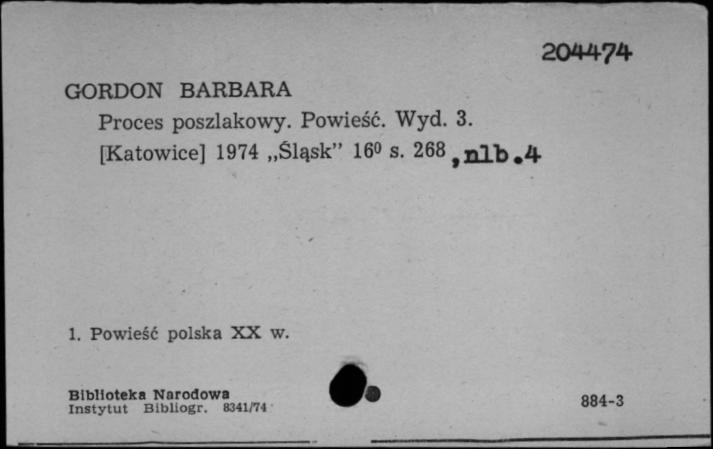 204474
GORDON BARBARA
Proces poszlakowy. Powieść. Wyd. 3.
[Katowice] 1974 „Śląsk” 16⁰ s. 268 , nlb.4
1. Powieść polska XX w.
Biblioteka Narodowa
Instytut Bibliogr. 8341/74
884-3